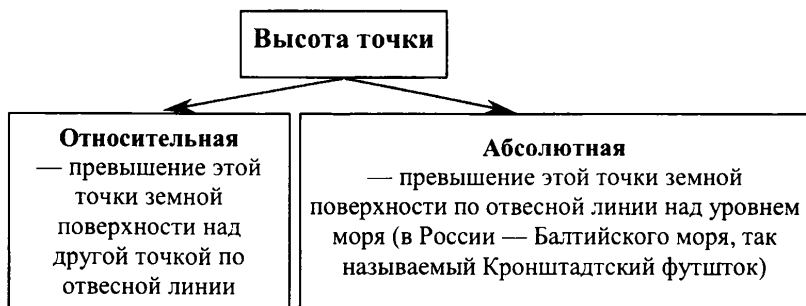 Высота точки
Относительная
— превышение этой
точки земной
поверхности над
другой точкой по
отвесной линии
Абсолютная
— превышение этой точки земной
поверхности по отвесной линии над уровнем
моря (в России — Балтийского моря, так
называемый Кронштадтский футшток)